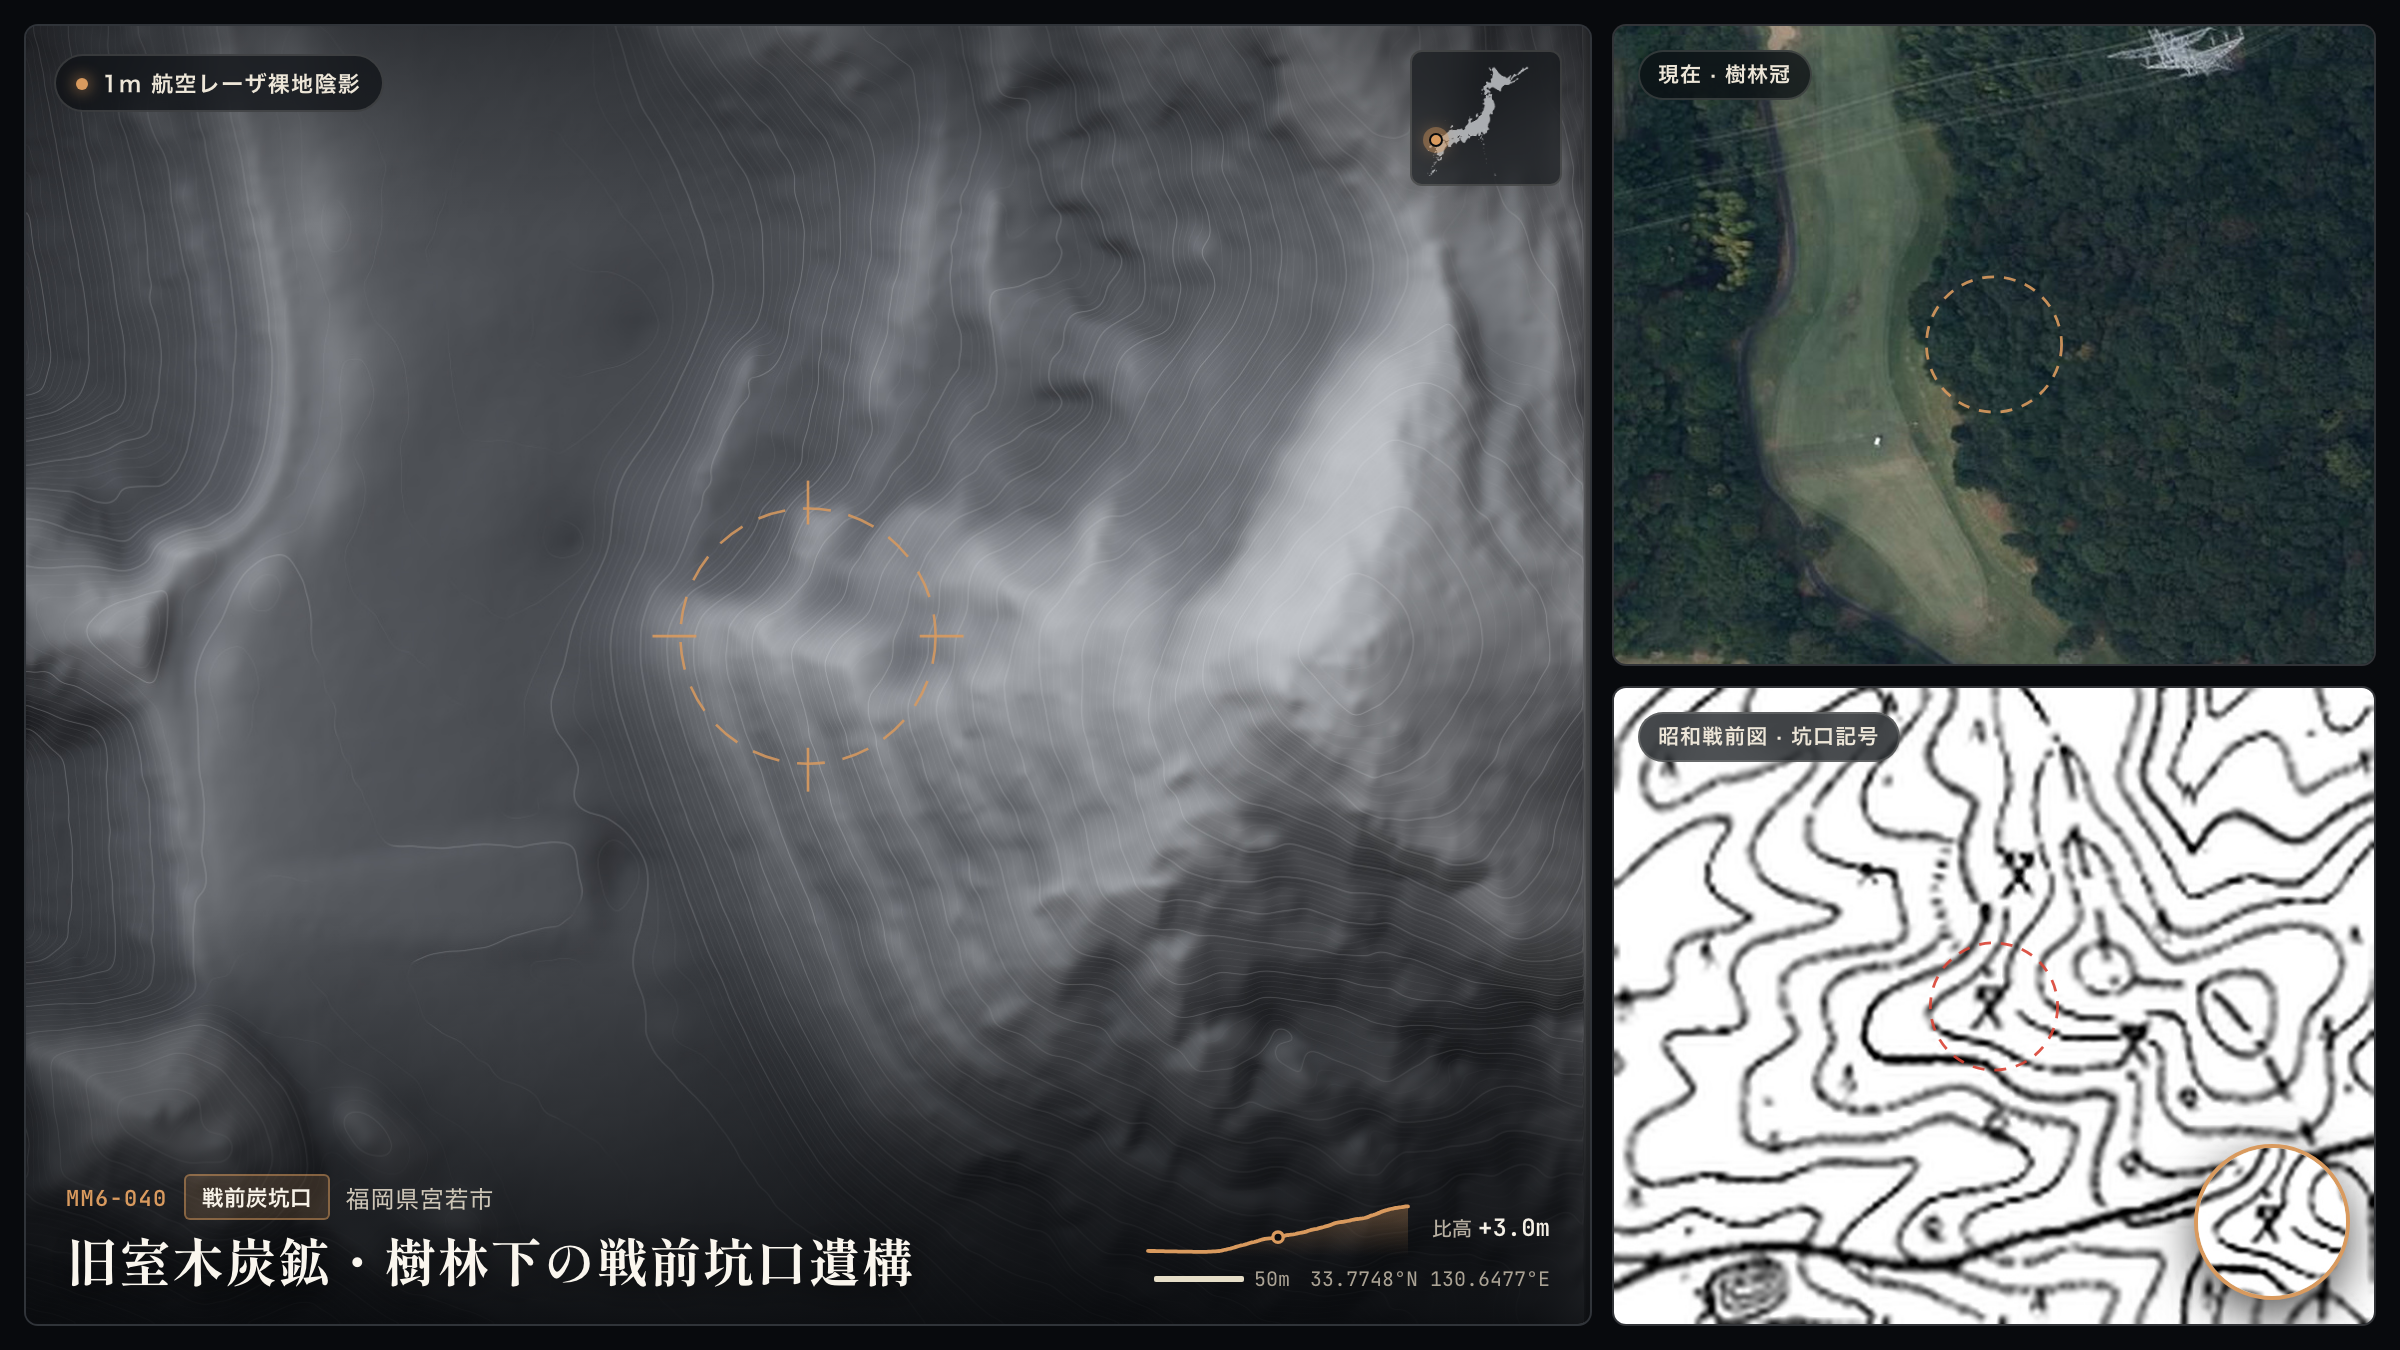 1m 航空レーザ裸地陰影
MM6-040 戦前炭坑口 福岡県宮若市
旧室木炭鉱・樹林下の戦前坑口遺構
比高 +3.0m
50m 33.7748°N 130.6477°E
現在 · 樹林冠
昭和戦前図 · 坑口記号